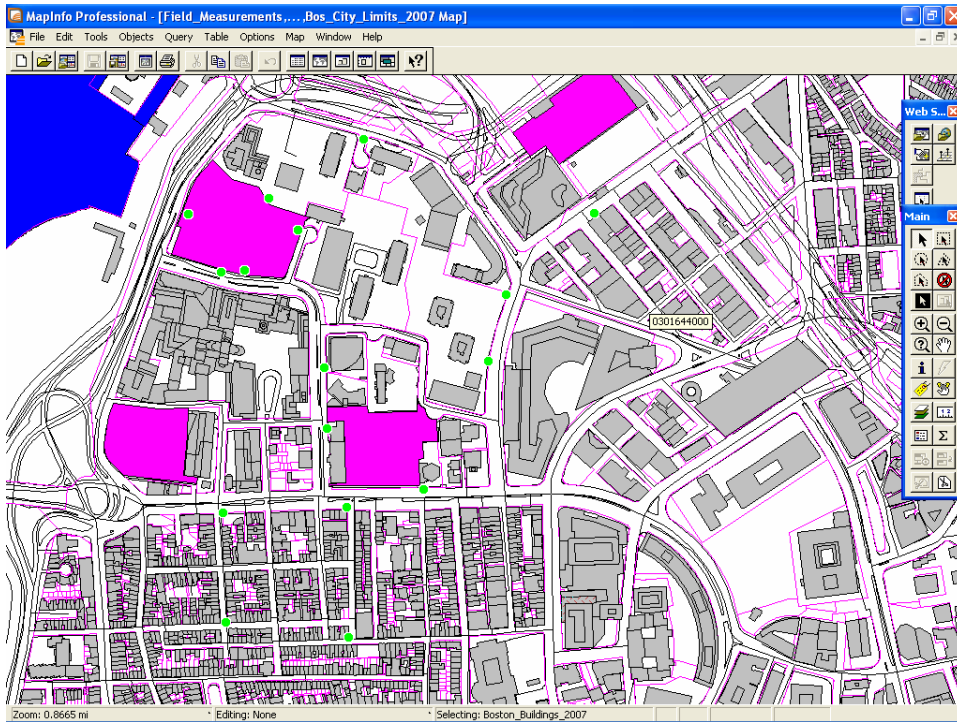 MapInfo Professional - [Field_Measurements,... ,Bos_City_Limits_2007 Map]
File Edit Tools Objects Query Table Options Map Window Help
Web S...
Main
0301644000
Zoom: 0.8665 mi
Editing: None
Selecting: Boston_Buildings_2007